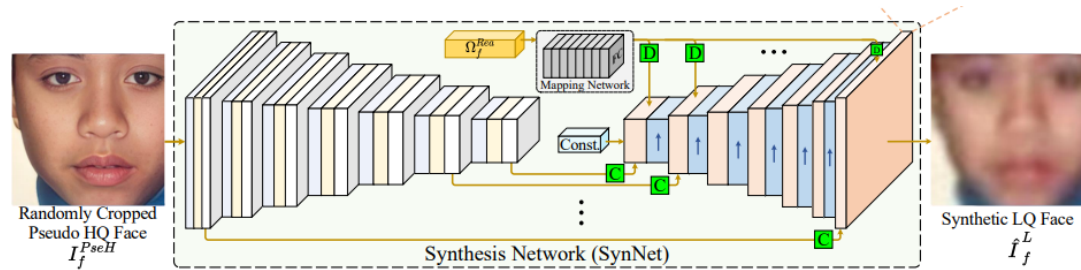 Ω_f^{Rea}
FC
Mapping Network
D
D
...
D
Const.
C
C
C
Randomly Cropped
Pseudo HQ Face
I_f^{PseH}
Synthesis Network (SynNet)
Synthetic LQ Face
Î_f^L